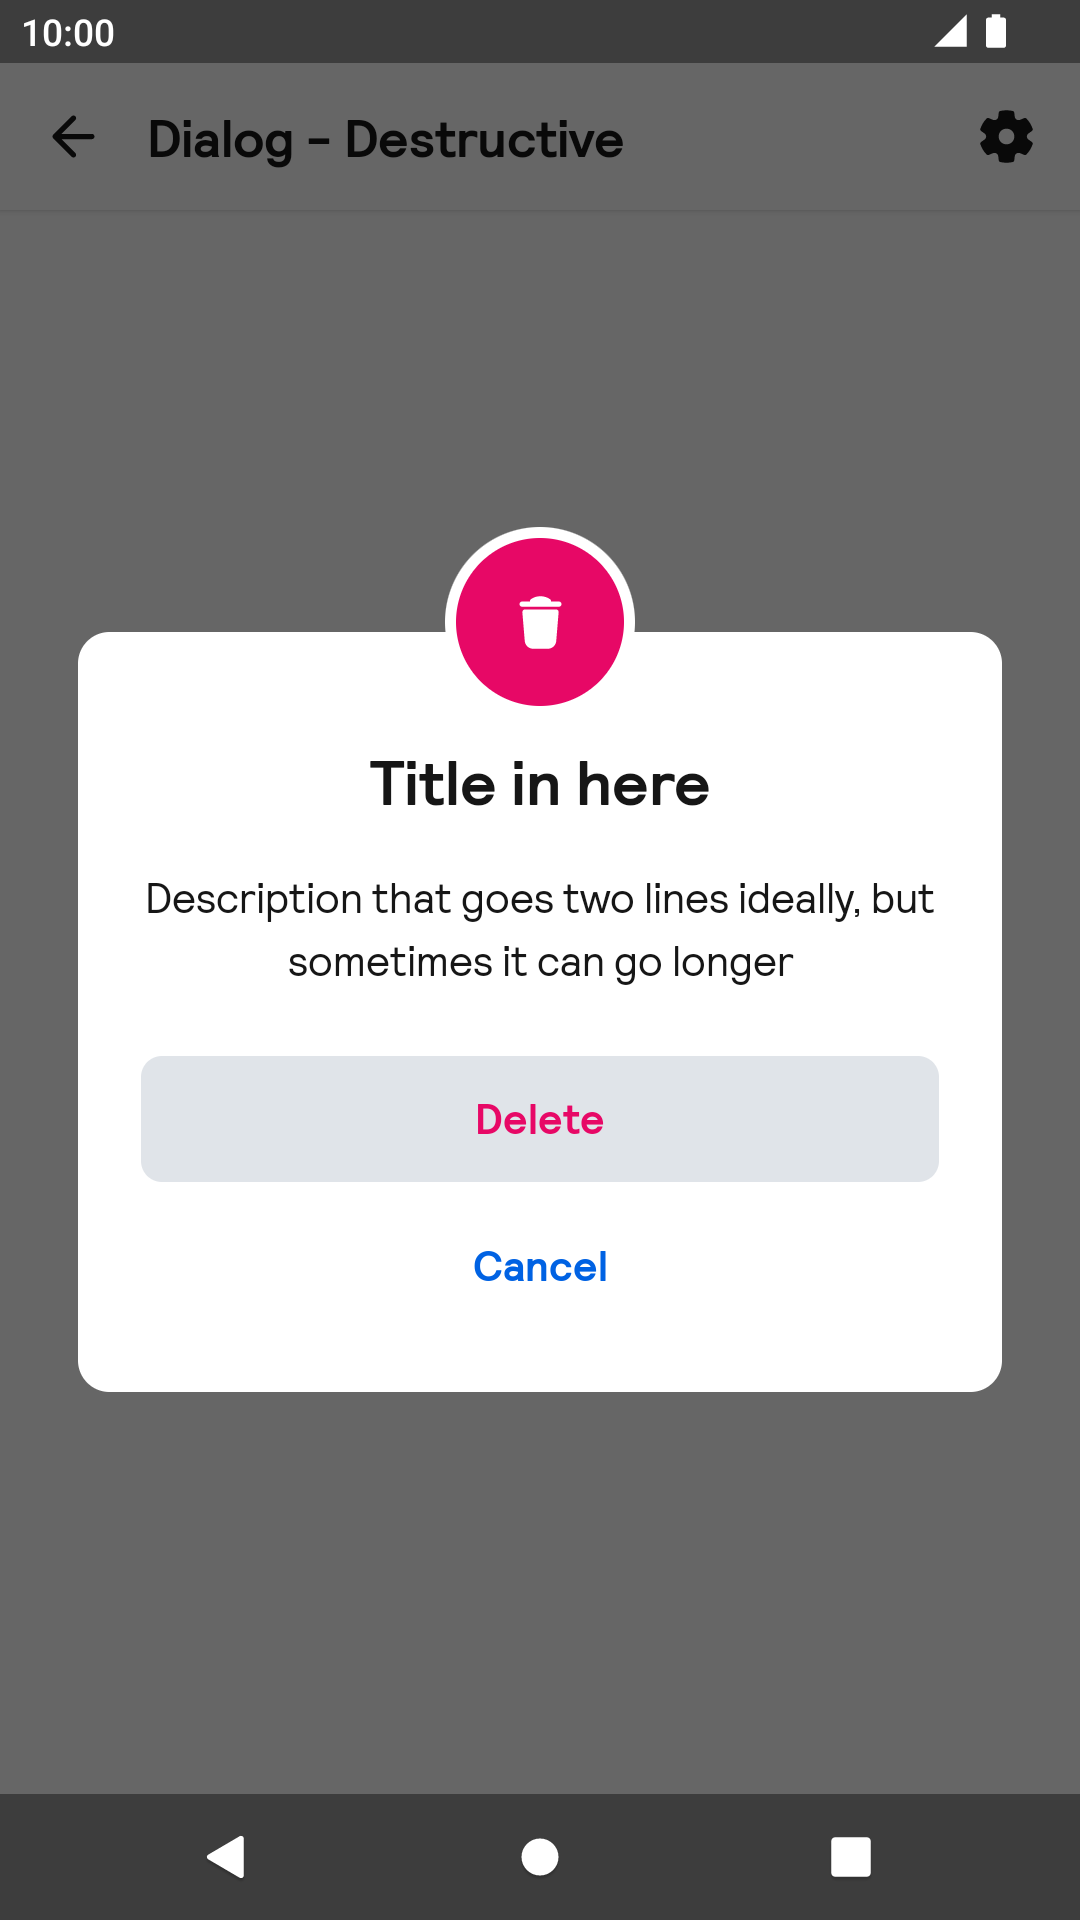 10:00
Dialog - Destructive
Title in here
Description that goes two lines ideally, but
sometimes it can go longer
Delete
Cancel